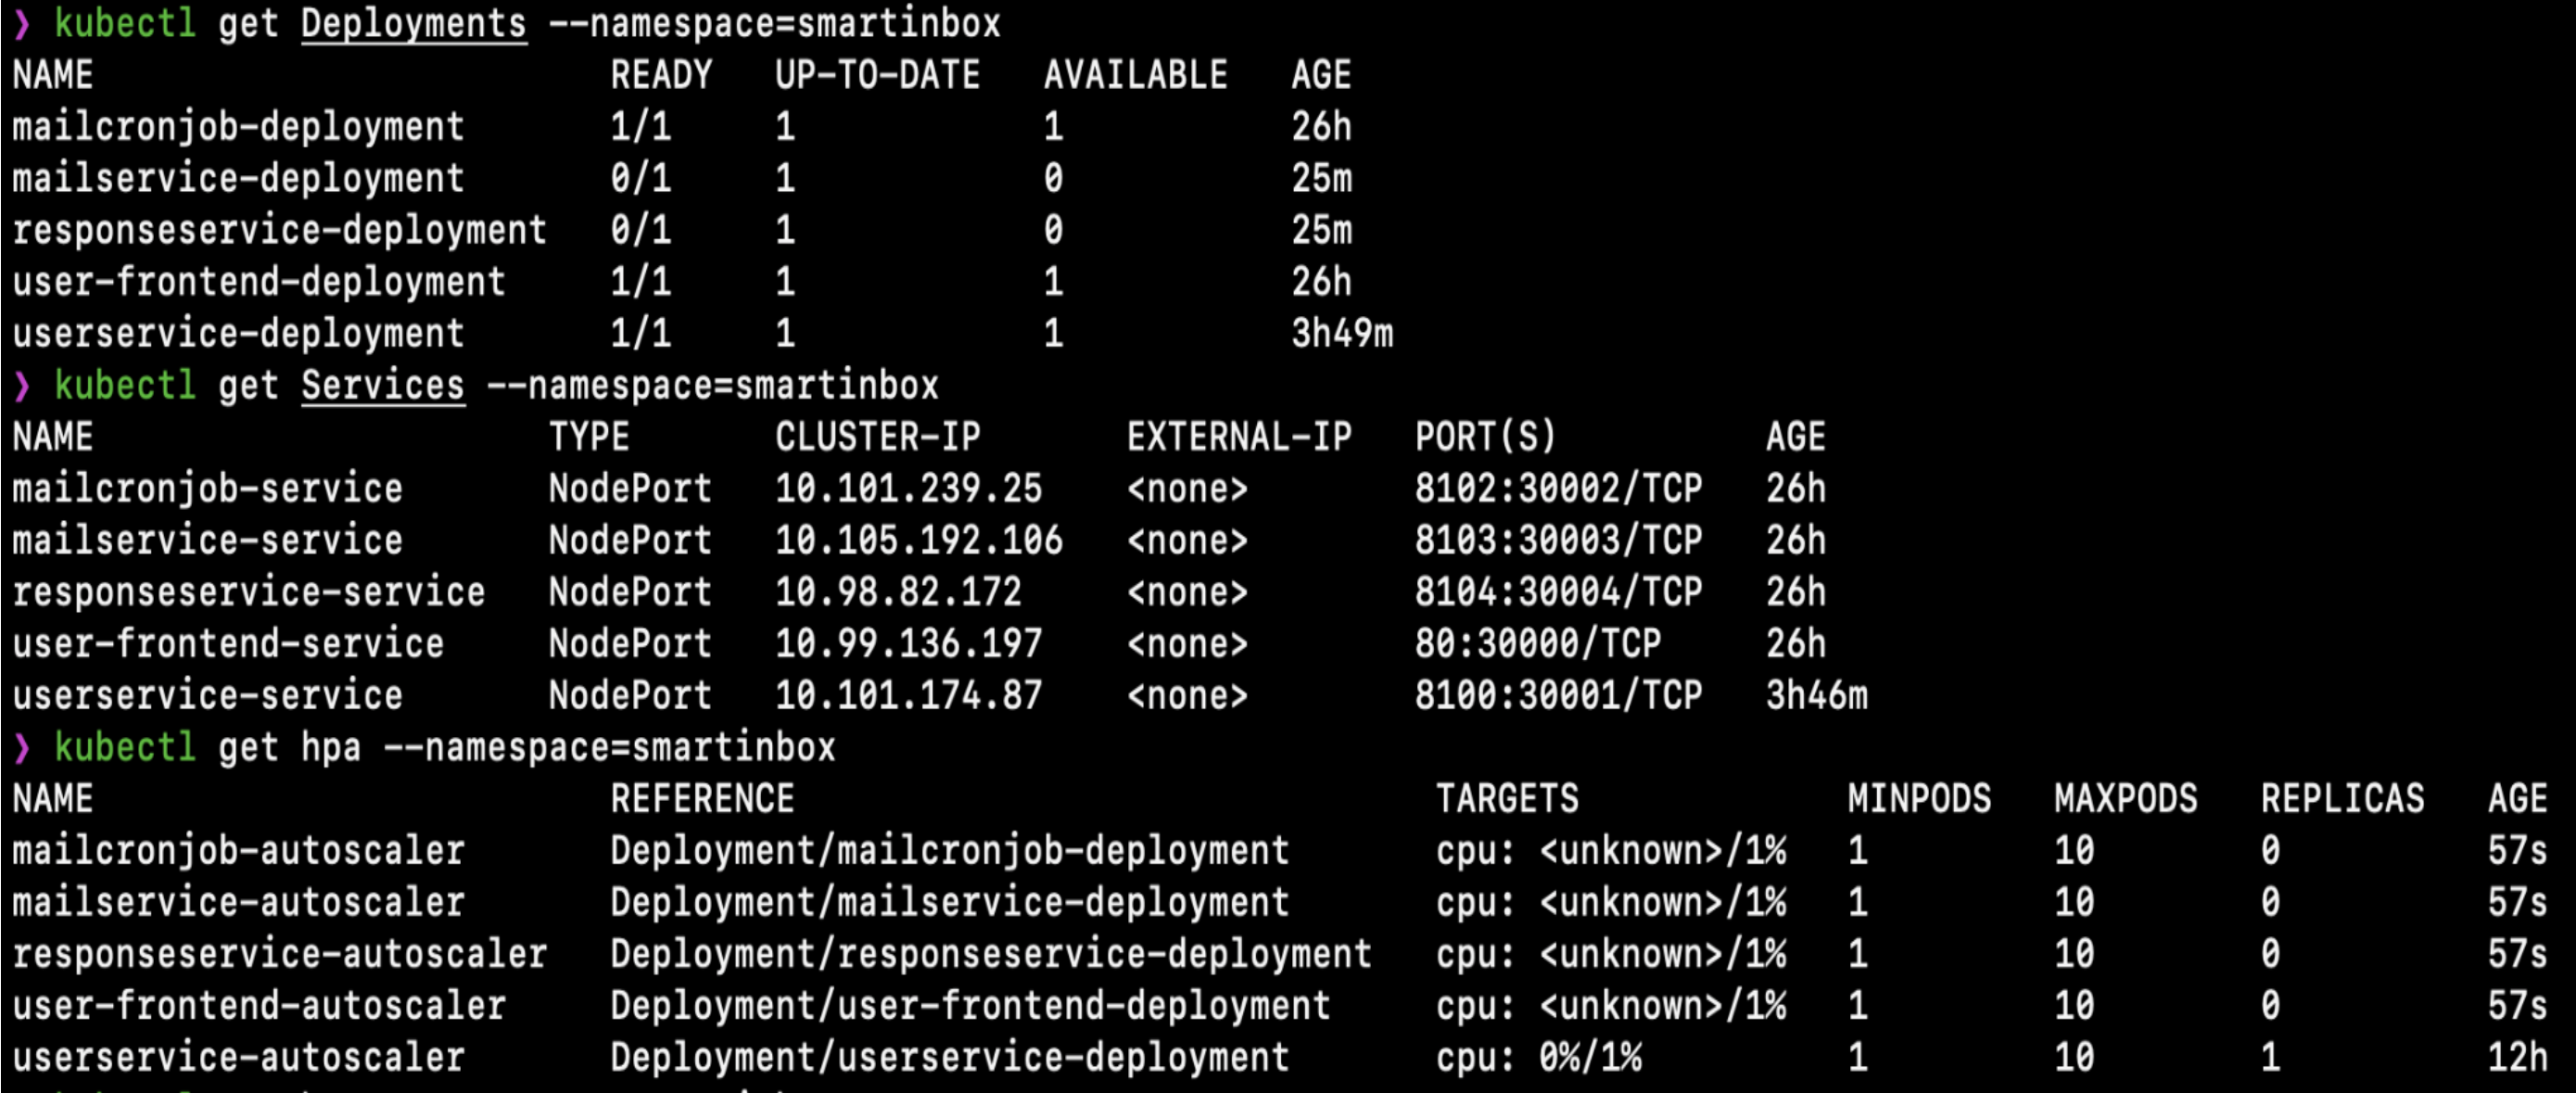 ❯ kubectl get Deployments --namespace=smartinbox
NAME READY UP-TO-DATE AVAILABLE AGE
mailcronjob-deployment 1/1 1 1 26h
mailservice-deployment 0/1 1 0 25m
responseservice-deployment 0/1 1 0 25m
user-frontend-deployment 1/1 1 1 26h
userservice-deployment 1/1 1 1 3h49m
❯ kubectl get Services --namespace=smartinbox
NAME TYPE CLUSTER-IP EXTERNAL-IP PORT(S) AGE
mailcronjob-service NodePort 10.101.239.25 <none> 8102:30002/TCP 26h
mailservice-service NodePort 10.105.192.106 <none> 8103:30003/TCP 26h
responseservice-service NodePort 10.98.82.172 <none> 8104:30004/TCP 26h
user-frontend-service NodePort 10.99.136.197 <none> 80:30000/TCP 26h
userservice-service NodePort 10.101.174.87 <none> 8100:30001/TCP 3h46m
❯ kubectl get hpa --namespace=smartinbox
NAME REFERENCE TARGETS MINPODS MAXPODS REPLICAS AGE
mailcronjob-autoscaler Deployment/mailcronjob-deployment cpu: <unknown>/1% 1 10 0 57s
mailservice-autoscaler Deployment/mailservice-deployment cpu: <unknown>/1% 1 10 0 57s
responseservice-autoscaler Deployment/responseservice-deployment cpu: <unknown>/1% 1 10 0 57s
user-frontend-autoscaler Deployment/user-frontend-deployment cpu: <unknown>/1% 1 10 0 57s
userservice-autoscaler Deployment/userservice-deployment cpu: 0%/1% 1 10 1 12h